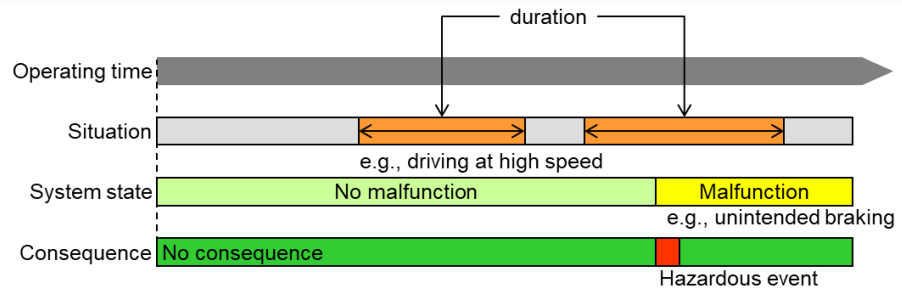 duration
Operating time
Situation
e.g., driving at high speed
System state
No malfunction
Malfunction
e.g., unintended braking
Consequence
No consequence
Hazardous event